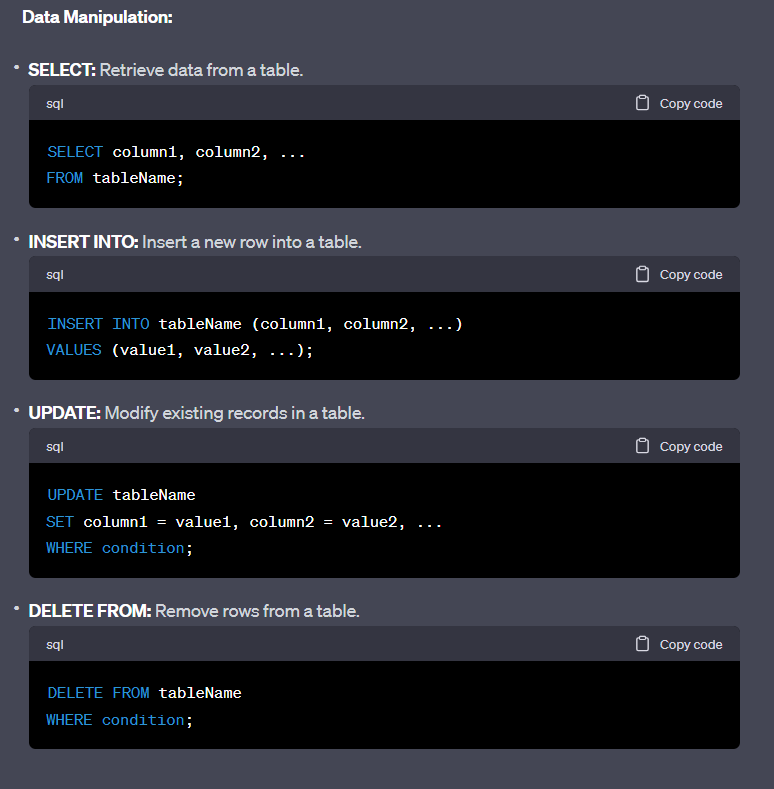 Data Manipulation:
• SELECT: Retrieve data from a table.
sql Copy code
SELECT column1, column2, ...
FROM tableName;
• INSERT INTO: Insert a new row into a table.
sql Copy code
INSERT INTO tableName (column1, column2, ...)
VALUES (value1, value2, ...);
• UPDATE: Modify existing records in a table.
sql Copy code
UPDATE tableName
SET column1 = value1, column2 = value2, ...
WHERE condition;
• DELETE FROM: Remove rows from a table.
sql Copy code
DELETE FROM tableName
WHERE condition;